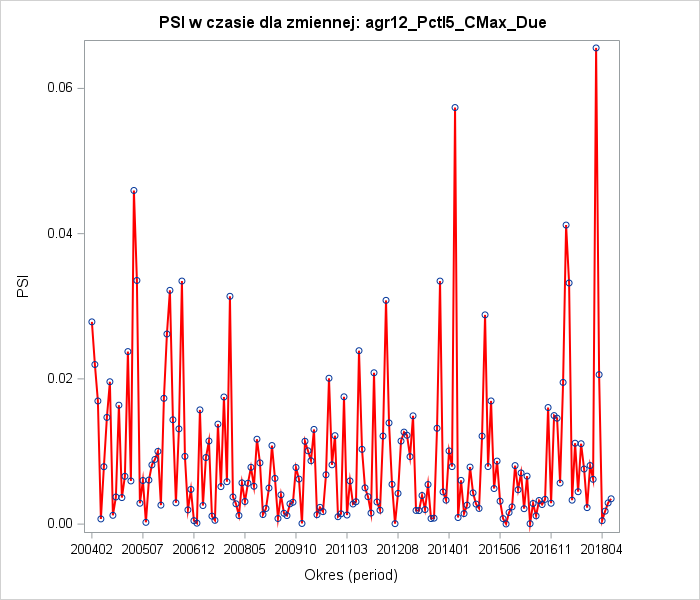 PSI w czasie dla zmiennej: agr12_Pctl5_CMax_Due
0.06
0.04
0.02
0.00
PSI
200402 200507 200612 200805 200910 201103 201208 201401 201506 201611 201804
Okres (period)